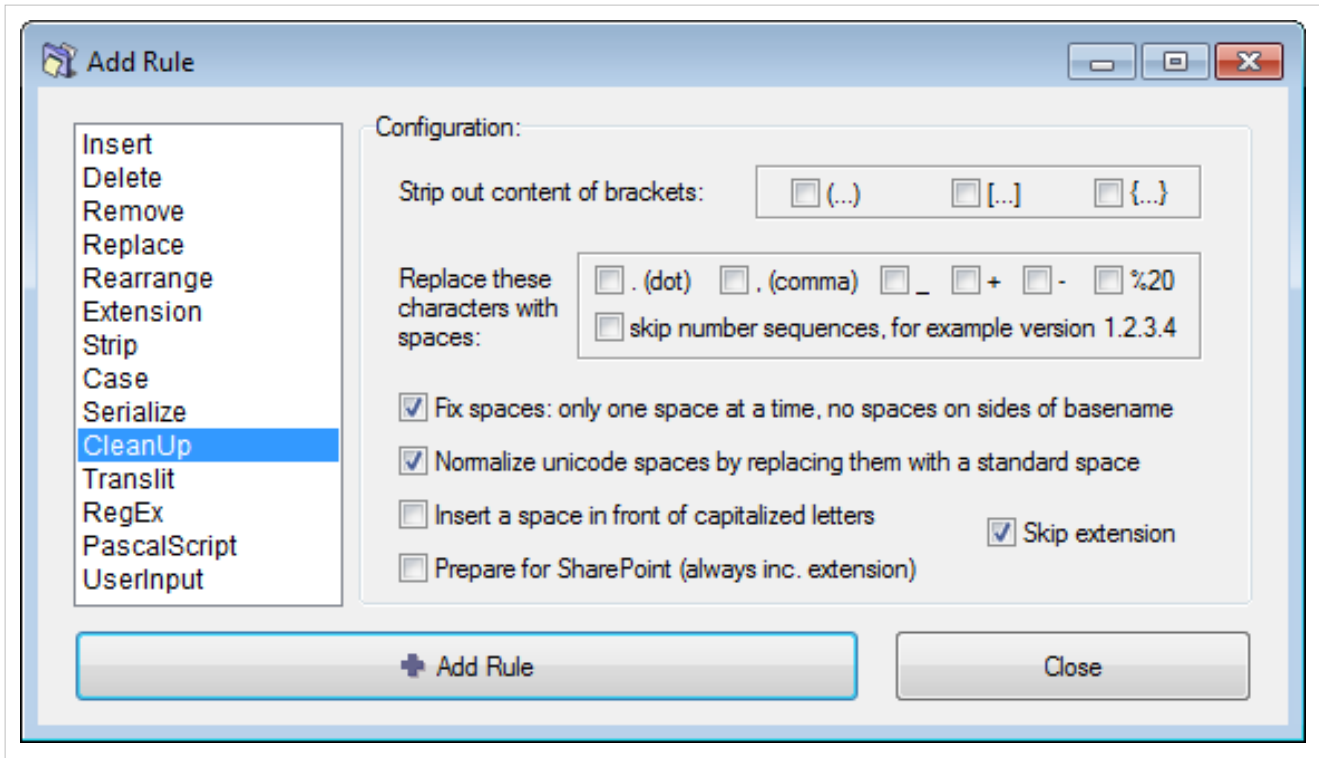 Add Rule
Insert
Delete
Remove
Replace
Rearrange
Extension
Strip
Case
Serialize
CleanUp
Translit
RegEx
PascalScript
UserInput
Configuration:
Strip out content of brackets:
(...) [...] {...}
Replace these
characters with
spaces:
. (dot) , (comma) _ + - %20
skip number sequences, for example version 1.2.3.4
Fix spaces: only one space at a time, no spaces on sides of basename
Normalize unicode spaces by replacing them with a standard space
Insert a space in front of capitalized letters
Skip extension
Prepare for SharePoint (always inc. extension)
Add Rule
Close